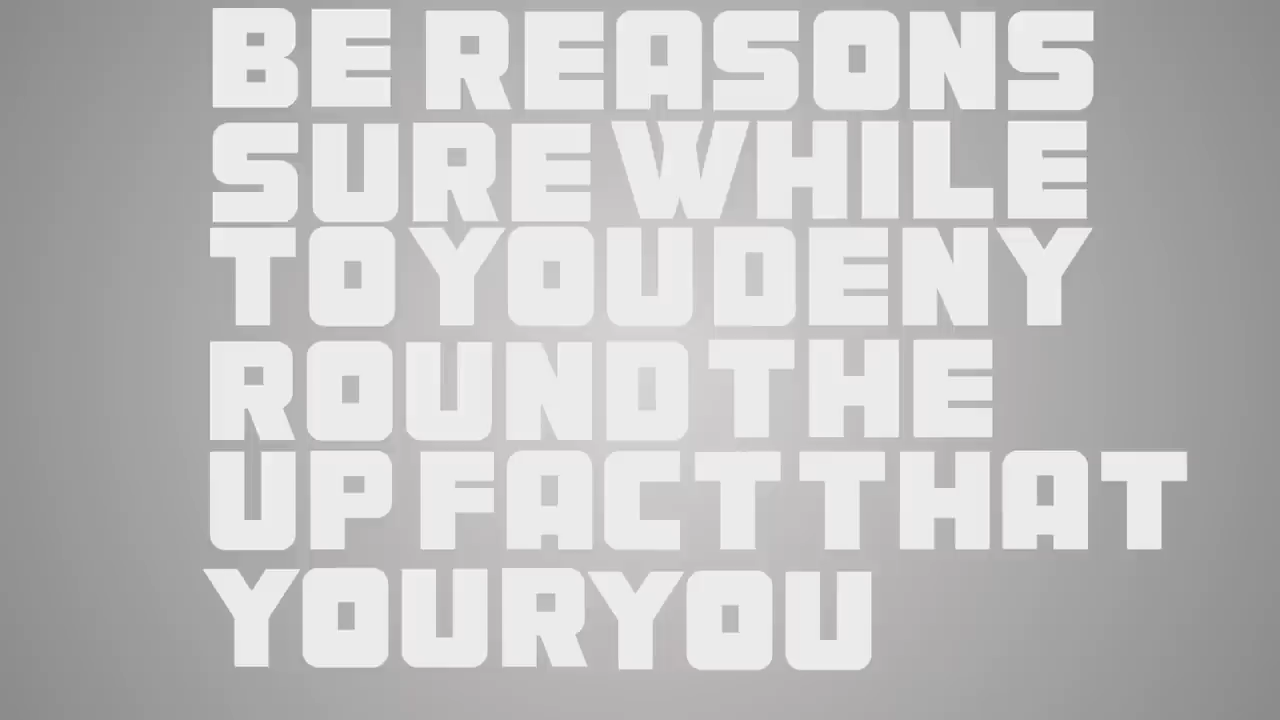 BE REASONS
SURE WHILE
TO YOU DENY
ROUND THE
UP FACT THAT
YOUR YOU